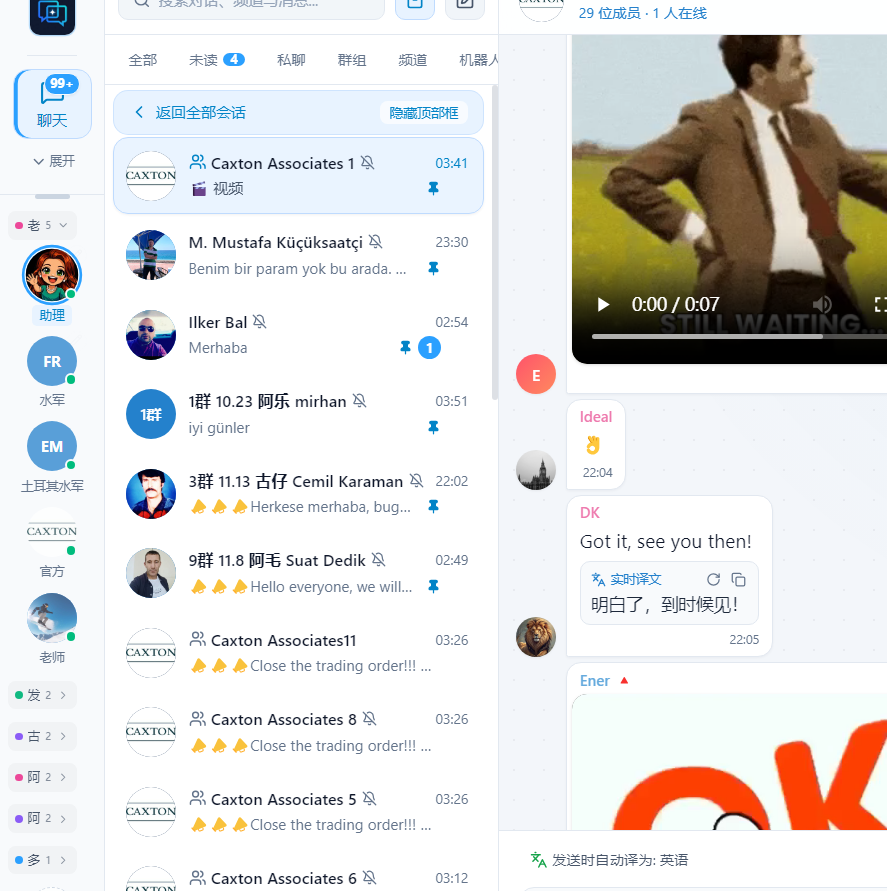 搜索对话、频道与消息...
全部
未读 4
私聊
群组
频道
机器人
99+
聊天
展开
老 5
助理
FR
水军
EM
土耳其水军
CAXTON
官方
老师
发 2
古 2
阿 2
阿 2
多 1
返回全部会话
隐藏顶部框
CAXTON
Caxton Associates 1
03:41
视频
M. Mustafa Küçüksaatçi
23:30
Benim bir param yok bu arada. ...
Ilker Bal
02:54
Merhaba
1
1群
1群 10.23 阿乐 mirhan
03:51
iyi günler
3群 11.13 古仔 Cemil Karaman
22:02
Herkese merhaba, bug...
9群 11.8 阿毛 Suat Dedik
02:49
Hello everyone, we will...
CAXTON
Caxton Associates11
03:26
Close the trading order!!! ...
CAXTON
Caxton Associates 8
03:26
Close the trading order!!! ...
CAXTON
Caxton Associates 5
03:26
Close the trading order!!! ...
CAXTON
Caxton Associates 6
03:12
CAXTON
29 位成员 · 1 人在线
0:00 / 0:07
STILL WAITING...
E
Ideal
22:04
DK
Got it, see you then!
实时译文
明白了，到时候见！
22:05
Ener
OK
发送时自动译为: 英语